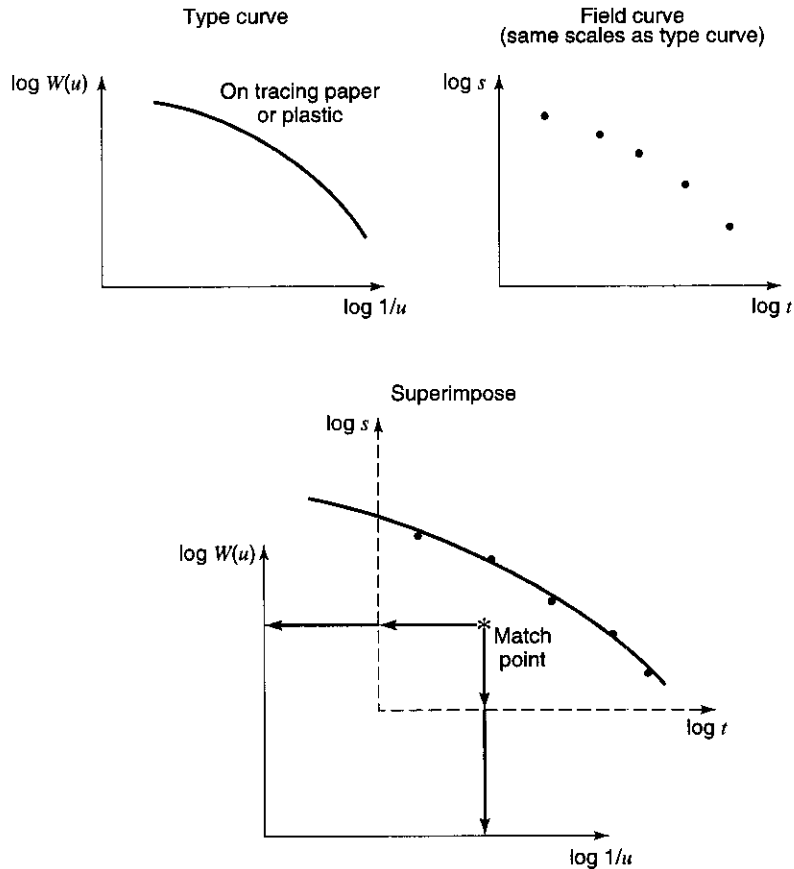 Type curve
Field curve
(same scales as type curve)
log W(u)
On tracing paper
or plastic
log 1/u
log s
log t
Superimpose
log s
log W(u)
* Match
point
log t
log 1/u